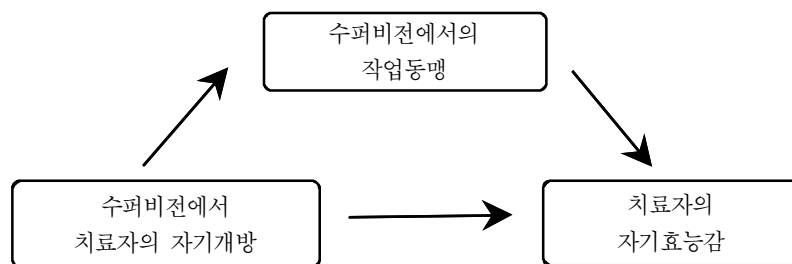 수퍼비전에서의
작업동맹
수퍼비전에서
치료자의 자기개방
치료자의
자기효능감